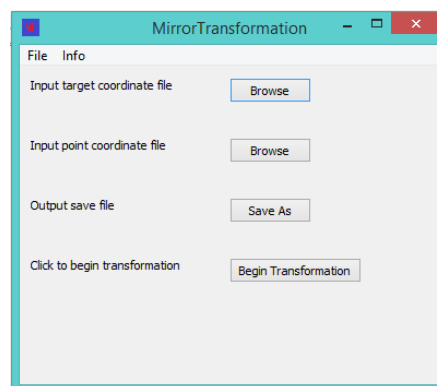 MirrorTransformation
File Info
Input target coordinate file Browse
Input point coordinate file Browse
Output save file Save As
Click to begin transformation Begin Transformation